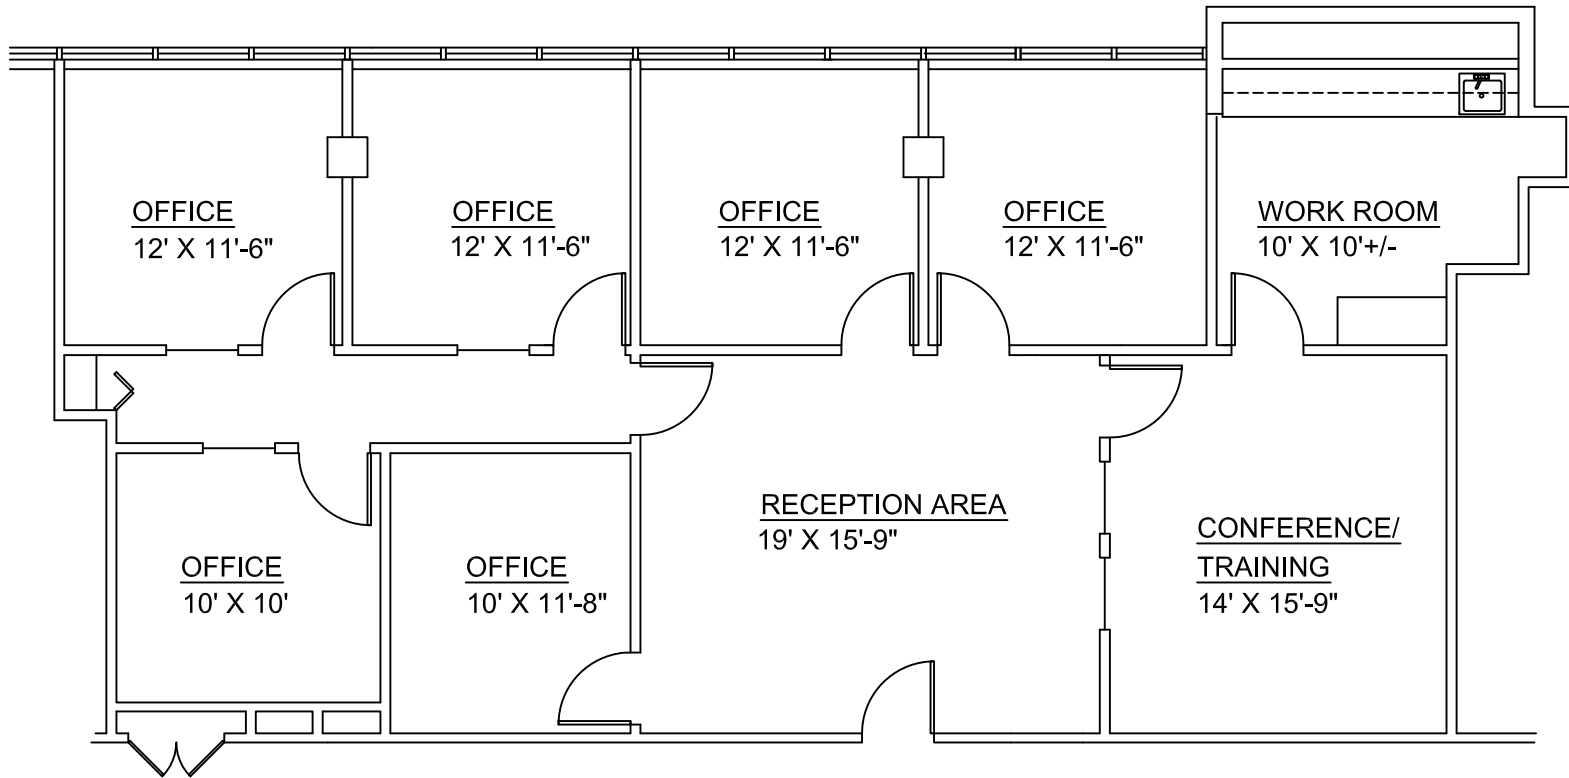 OFFICE
12' X 11'-6"
OFFICE
12' X 11'-6"
OFFICE
12' X 11'-6"
OFFICE
12' X 11'-6"
WORK ROOM
10' X 10'+/-
RECEPTION AREA
19' X 15'-9"
CONFERENCE/
TRAINING
14' X 15'-9"
OFFICE
10' X 10'
OFFICE
10' X 11'-8"